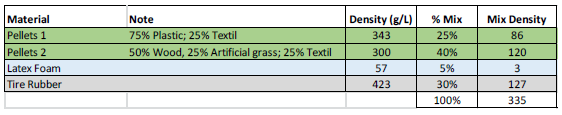 Material Note Density (g/L) % Mix Mix Density
Pellets 1 75% Plastic; 25% Textil 343 25% 86
Pellets 2 50% Wood, 25% Artificial grass; 25% Textil 300 40% 120
Latex Foam 57 5% 3
Tire Rubber 423 30% 127
100% 335